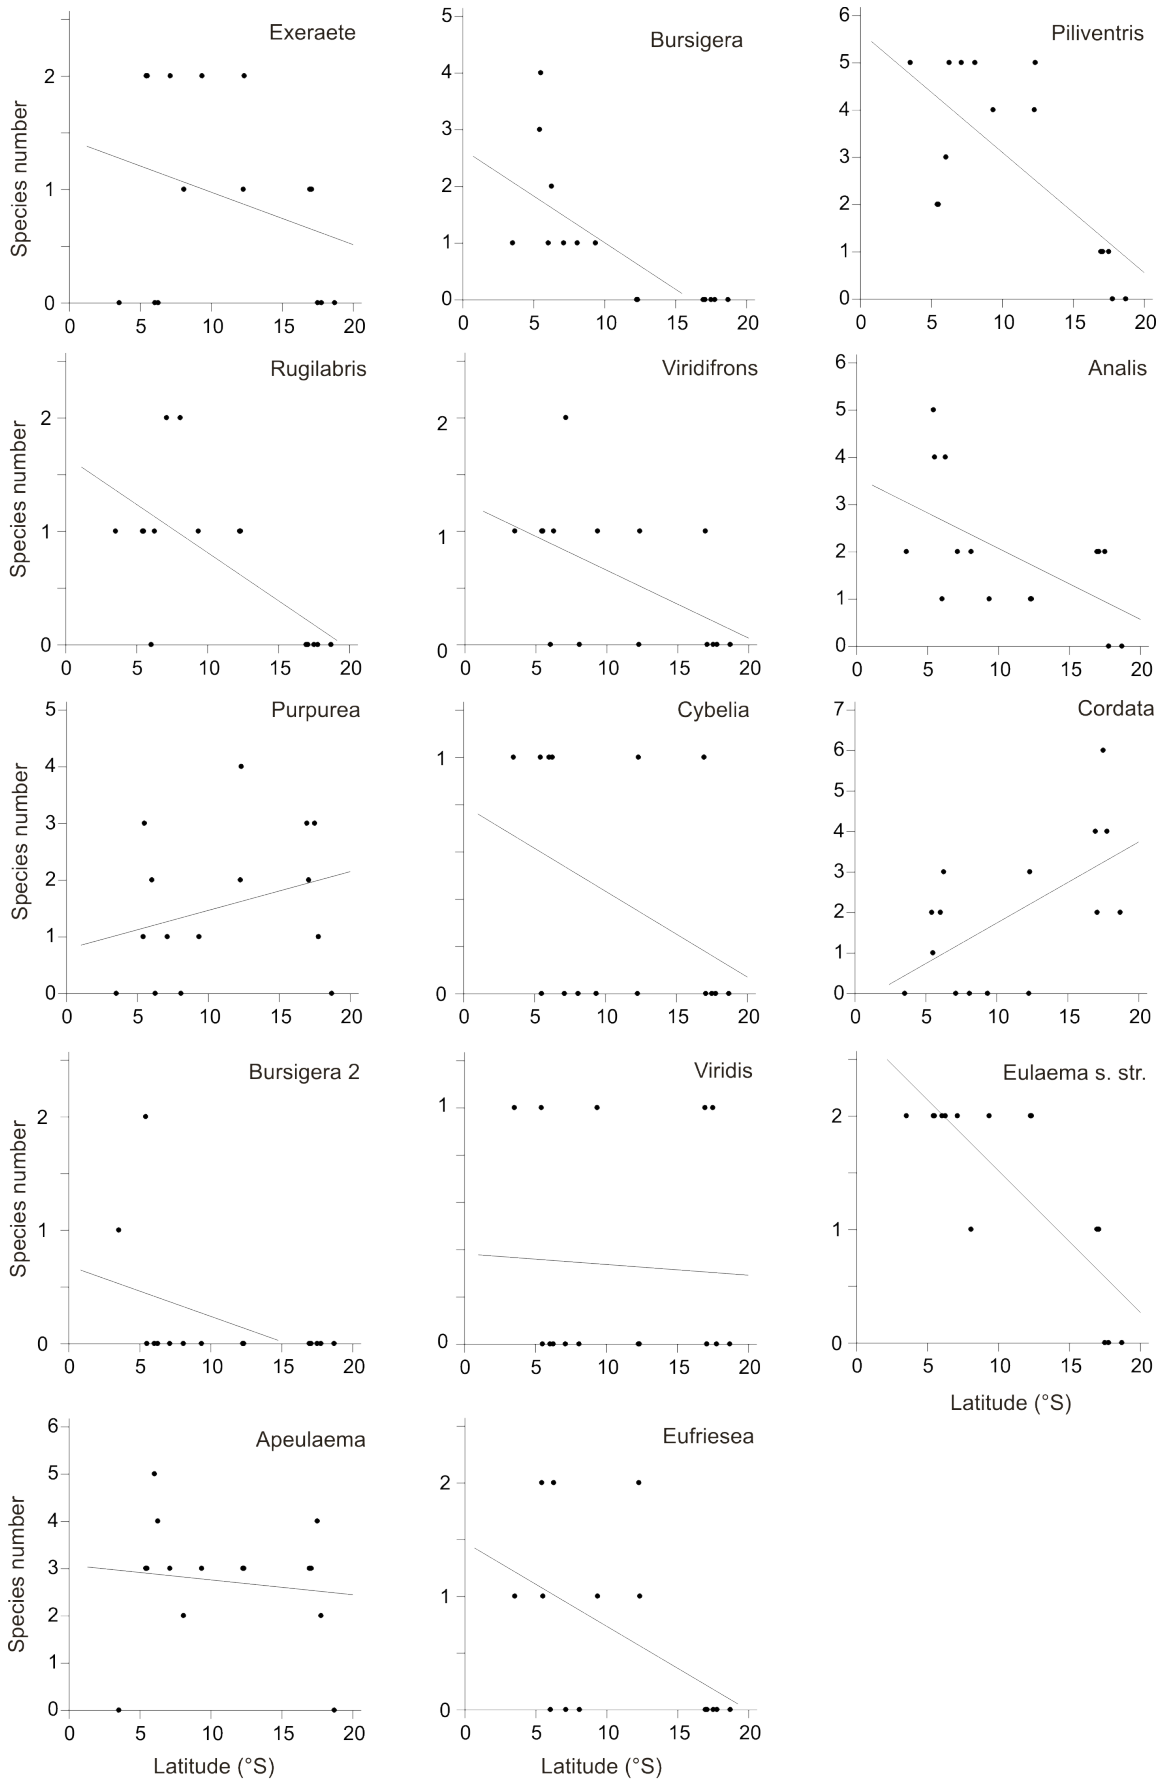 Exeraete
Species number
2
1
0
0 5 10 15 20
Bursigera
5
4
3
2
1
0
0 5 10 15 20
Piliventris
6
5
4
3
2
1
0
0 5 10 15 20
Rugilabris
Species number
2
1
0
0 5 10 15 20
Viridifrons
2
1
0
0 5 10 15 20
Analis
6
5
4
3
2
1
0
0 5 10 15 20
Purpurea
Species number
5
4
3
2
1
0
0 5 10 15 20
Cybelia
1
0
0 5 10 15 20
Cordata
7
6
5
4
3
2
1
0
0 5 10 15 20
Bursigera 2
Species number
2
1
0
0 5 10 15 20
Viridis
1
0
0 5 10 15 20
Eulaema s. str.
2
1
0
0 5 10 15 20
Latitude (°S)
Apeulaema
Species number
6
5
4
3
2
1
0
0 5 10 15 20
Latitude (°S)
Eufriesea
2
1
0
0 5 10 15 20
Latitude (°S)